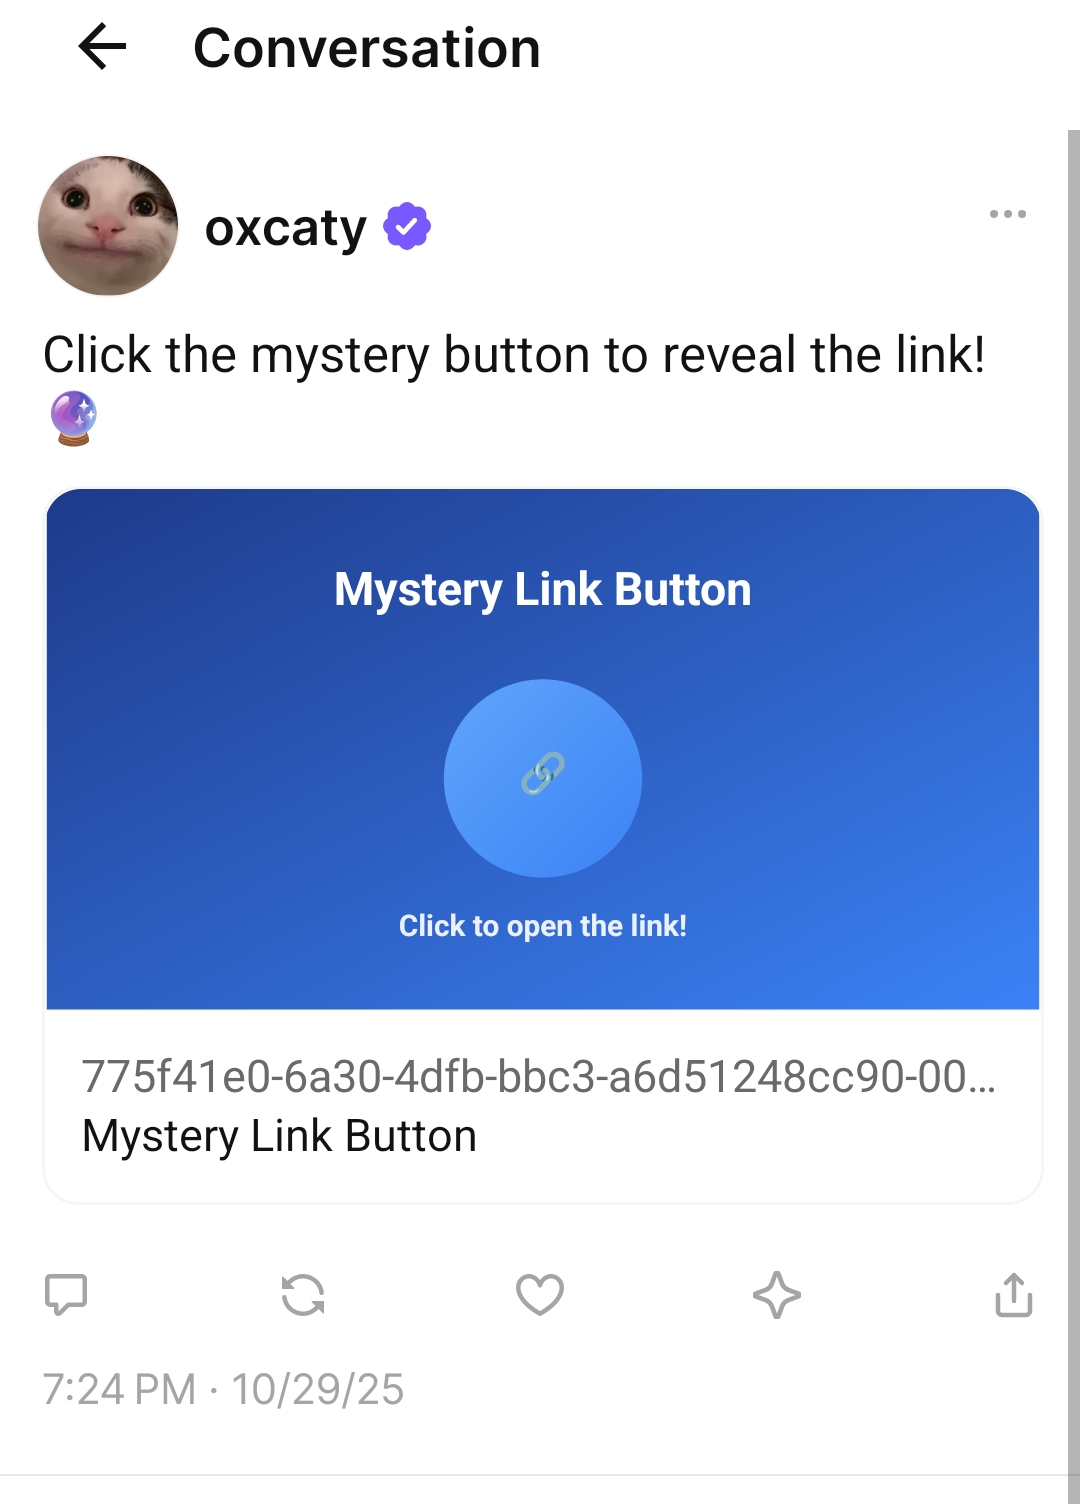 Conversation
oxcaty
Click the mystery button to reveal the link!
🔮
Mystery Link Button
Click to open the link!
775f41e0-6a30-4dfb-bbc3-a6d51248cc90-00...
Mystery Link Button
7:24 PM · 10/29/25